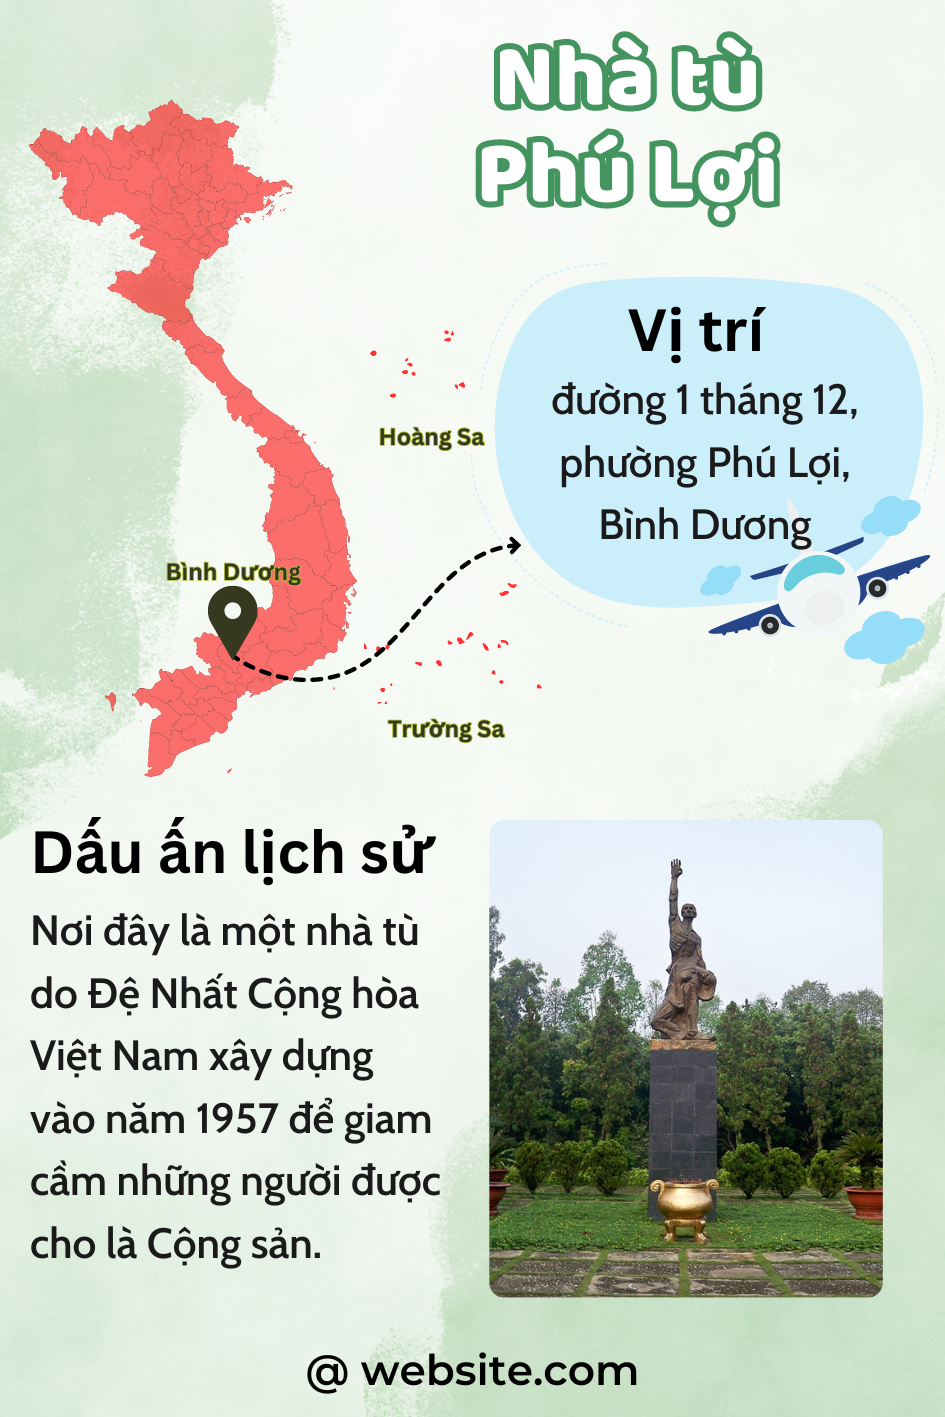 Nhà tù
Phú Lợi
Vị trí
đường 1 tháng 12,
phường Phú Lợi,
Bình Dương
Hoàng Sa
Bình Dương
Trường Sa
Dấu ấn lịch sử
Nơi đây là một nhà tù
do Đệ Nhất Cộng hòa
Việt Nam xây dựng
vào năm 1957 để giam
cầm những người được
cho là Cộng sản.
@ website.com